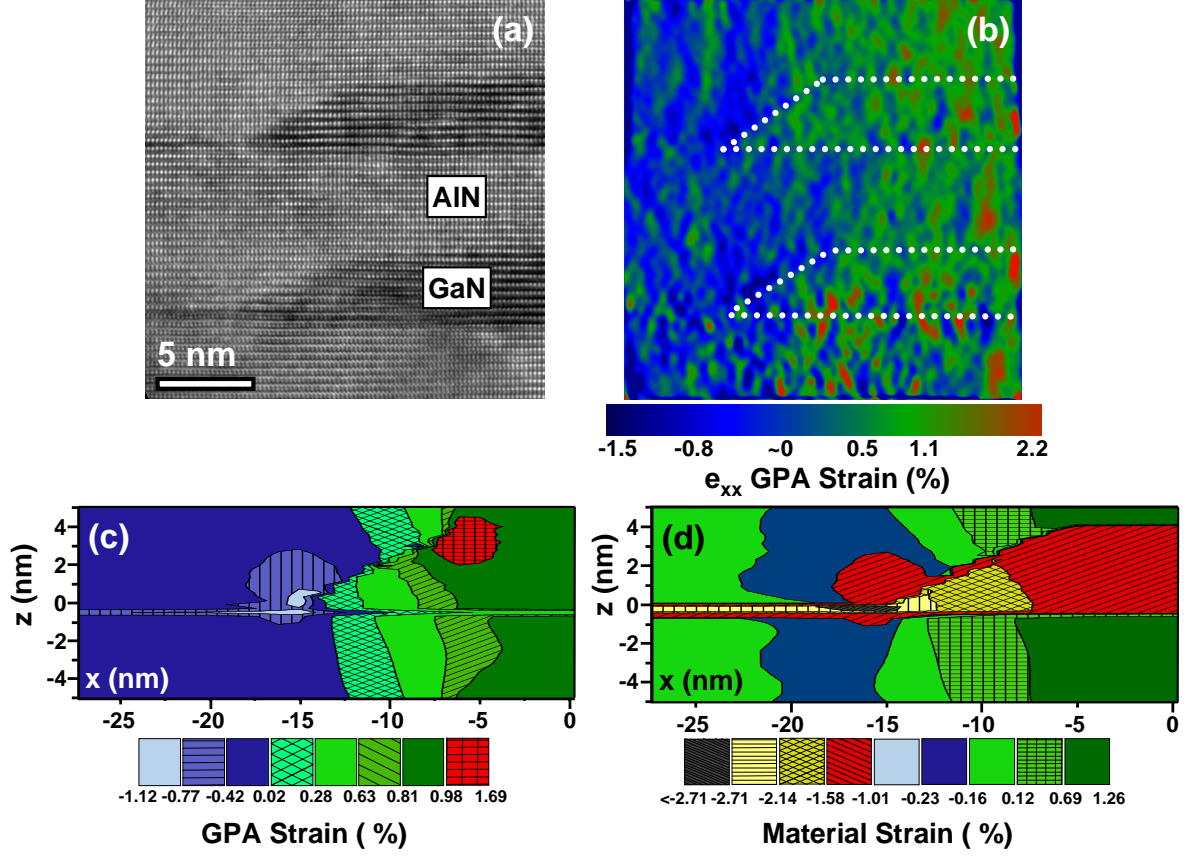 (a)
AlN
GaN
5 nm
(b)
-1.5 -0.8 ~0 0.5 1.1 2.2
exx GPA Strain (%)
(c)
z (nm)
4
2
0
-2
-4
x (nm)
-25 -20 -15 -10 -5 0
-1.12 -0.77 -0.42 0.02 0.28 0.63 0.81 0.98 1.69
GPA Strain ( %)
(d)
z (nm)
4
2
0
-2
-4
x (nm)
-25 -20 -15 -10 -5 0
<-2.71 -2.71 -2.14 -1.58 -1.01 -0.23 -0.16 0.12 0.69 1.26
Material Strain ( %)